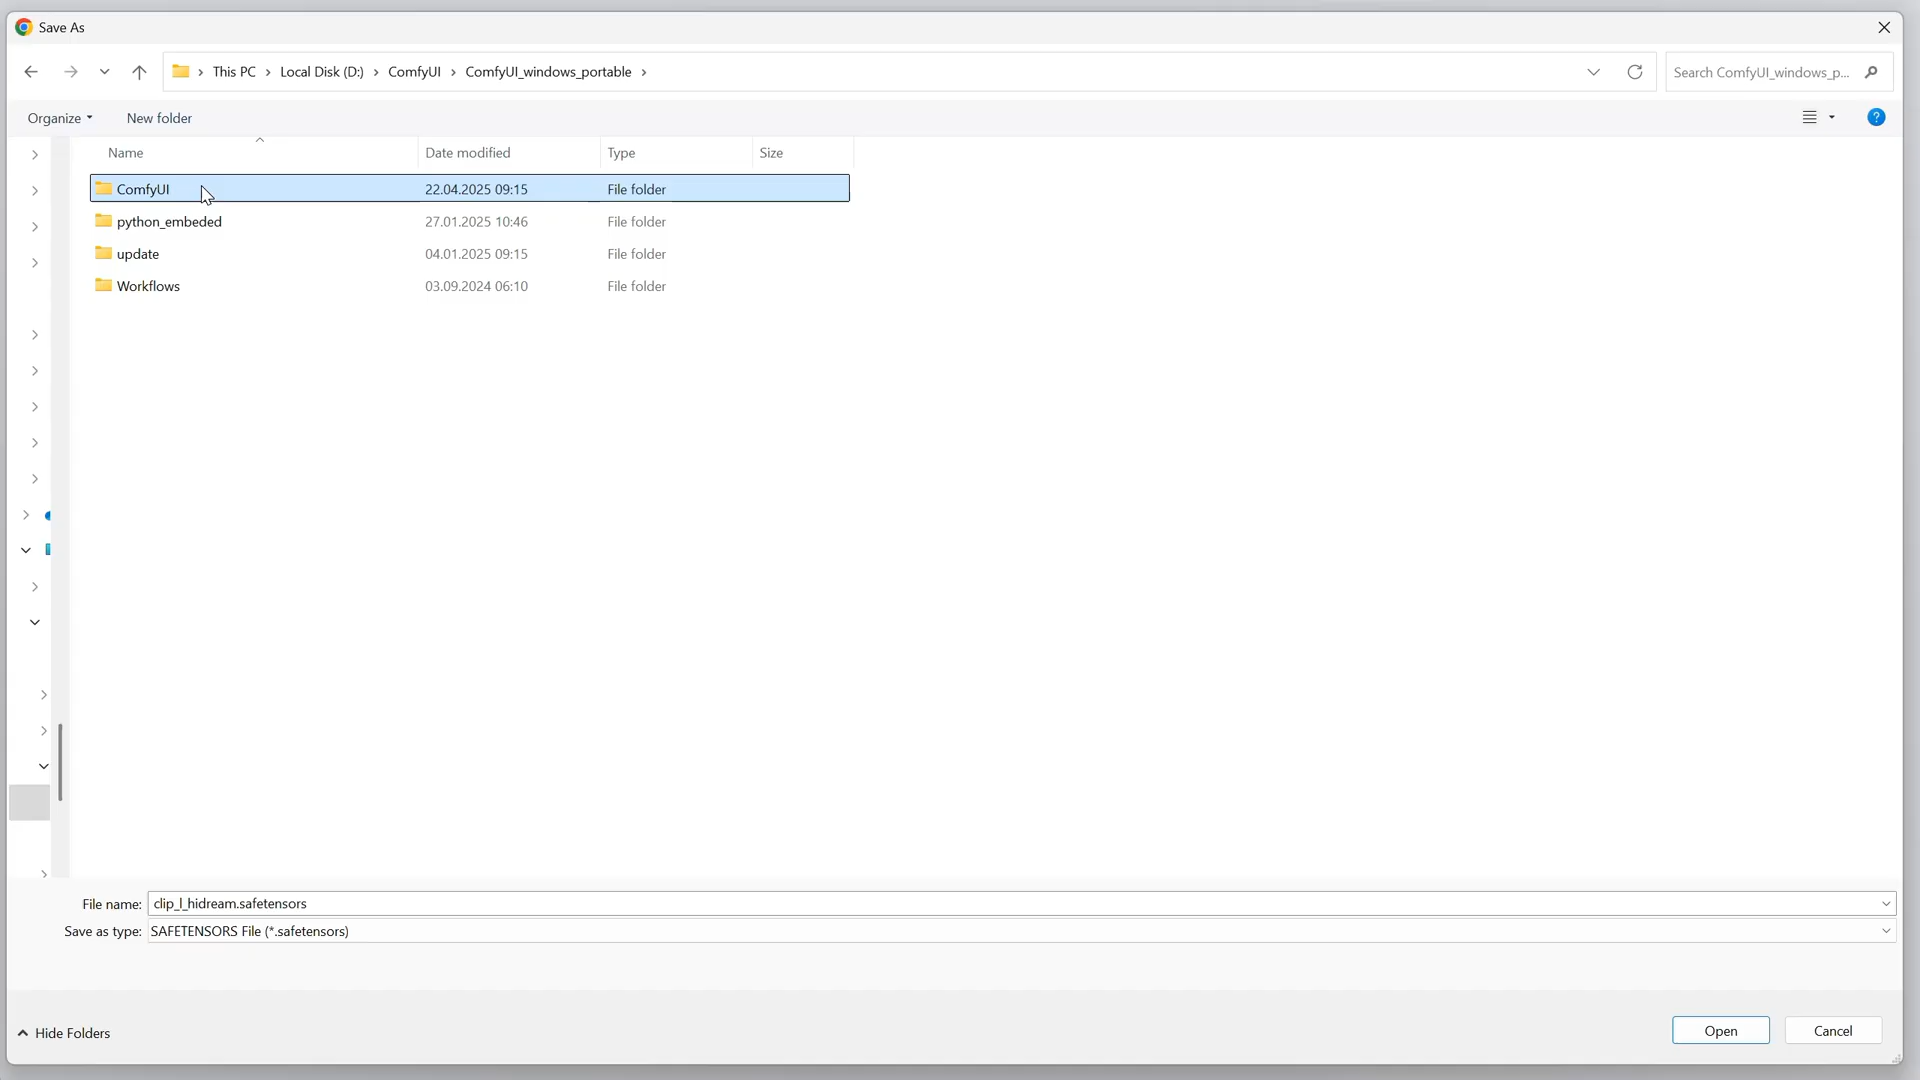 Save As
This PC > Local Disk (D:) > ComfyUI > ComfyUI_windows_portable >
Search ComfyUI_windows_p...
Organize
New folder
?
Name Date modified Type Size
ComfyUI 22.04.2025 09:15 File folder
python_embeded 27.01.2025 10:46 File folder
update 04.01.2025 09:15 File folder
Workflows 03.09.2024 06:10 File folder
File name: clip_l_hidream.safetensors
Save as type: SAFETENSORS File (*.safetensors)
Hide Folders
Open
Cancel